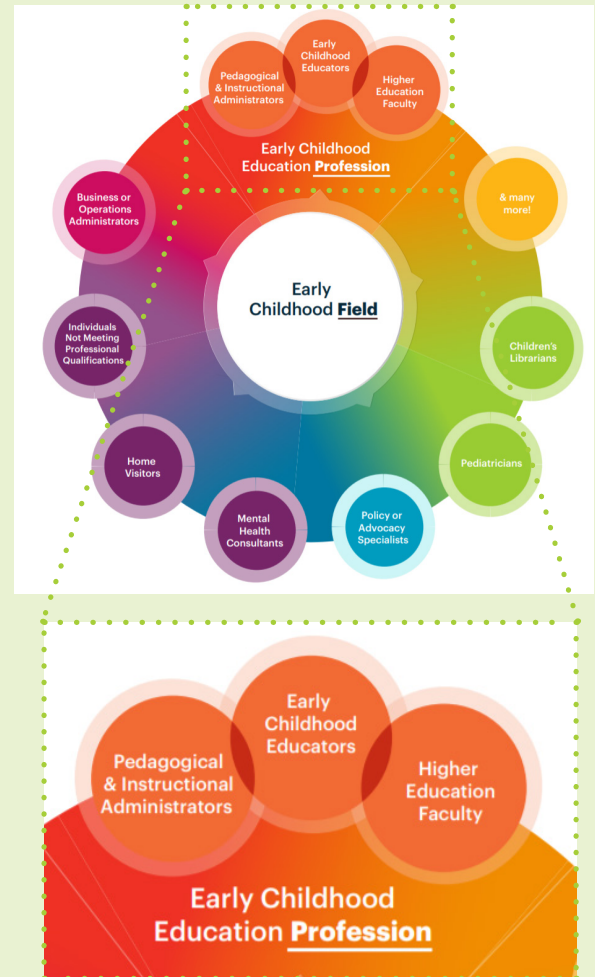 Early
Childhood
Educators
Pedagogical
& Instructional
Administrators
Higher
Education
Faculty
Early Childhood
Education Profession
Business or
Operations
Administrators
& many
more!
Early
Childhood Field
Individuals
Not Meeting
Professional
Qualifications
Children's
Librarians
Home
Visitors
Pediatricians
Mental
Health
Consultants
Policy or
Advocacy
Specialists
Early
Childhood
Educators
Pedagogical
& Instructional
Administrators
Higher
Education
Faculty
Early Childhood
Education Profession